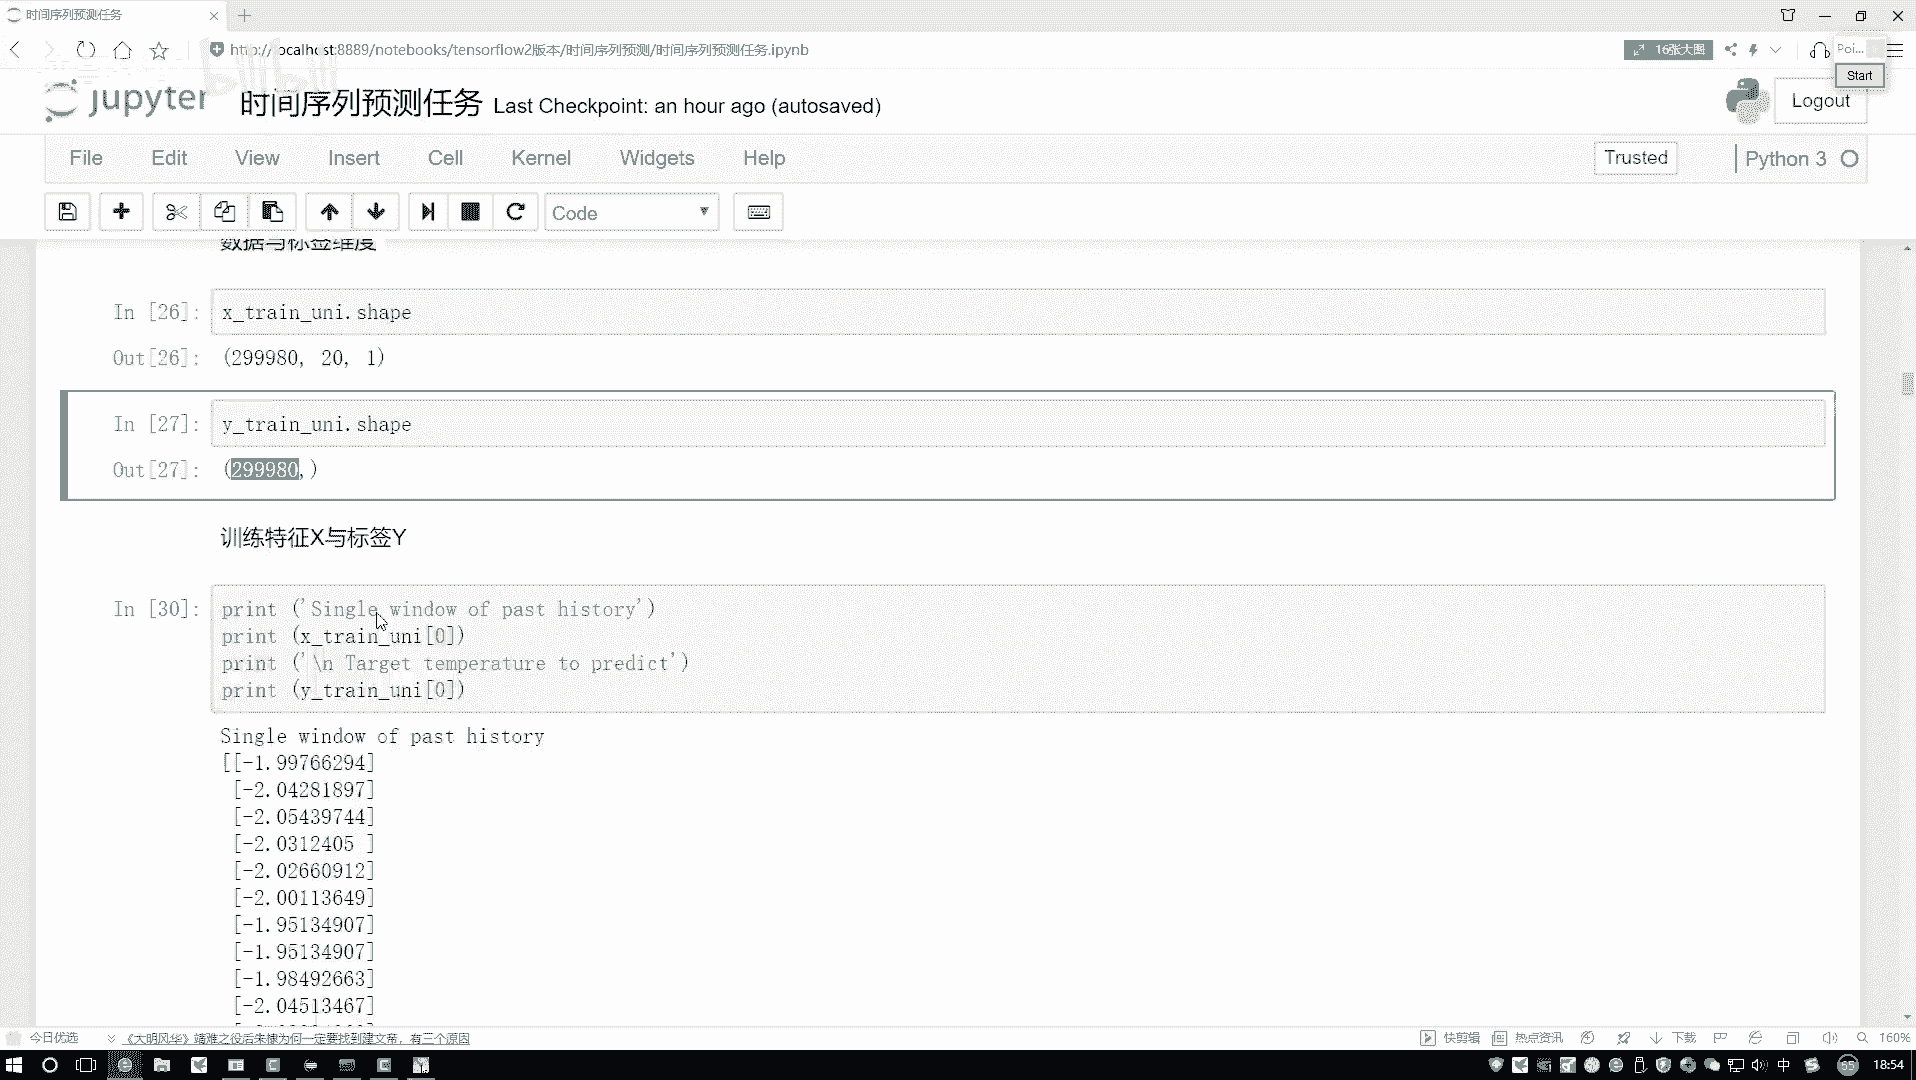 时间序列预测任务
http://localhost:8889/notebooks/tensorflow2版本/时间序列预测/时间序列预测任务.ipynb
16张大图
Poi...
Start
bilibili
jupyter
时间序列预测任务 Last Checkpoint: an hour ago (autosaved)
Logout
File Edit View Insert Cell Kernel Widgets Help
Trusted
Python 3
Code
数据与标签维度
In [26]: x_train_uni.shape
Out[26]: (299980, 20, 1)
In [27]: y_train_uni.shape
Out[27]: (299980,)
训练特征X与标签Y
In [30]: print ('Single window of past history')
print (x_train_uni[0])
print ('\n Target temperature to predict')
print (y_train_uni[0])
Single window of past history
[[-1.99766294]
[-2.04281897]
[-2.05439744]
[-2.0312405 ]
[-2.02660912]
[-2.00113649]
[-1.95134907]
[-1.95134907]
[-1.98492663]
[-2.04513467]
今日优选
《大明风华》靖难之役后朱棣为何一定要找到建文帝，有三个原因
快剪辑
热点资讯
下载
160%
中
65
18:54